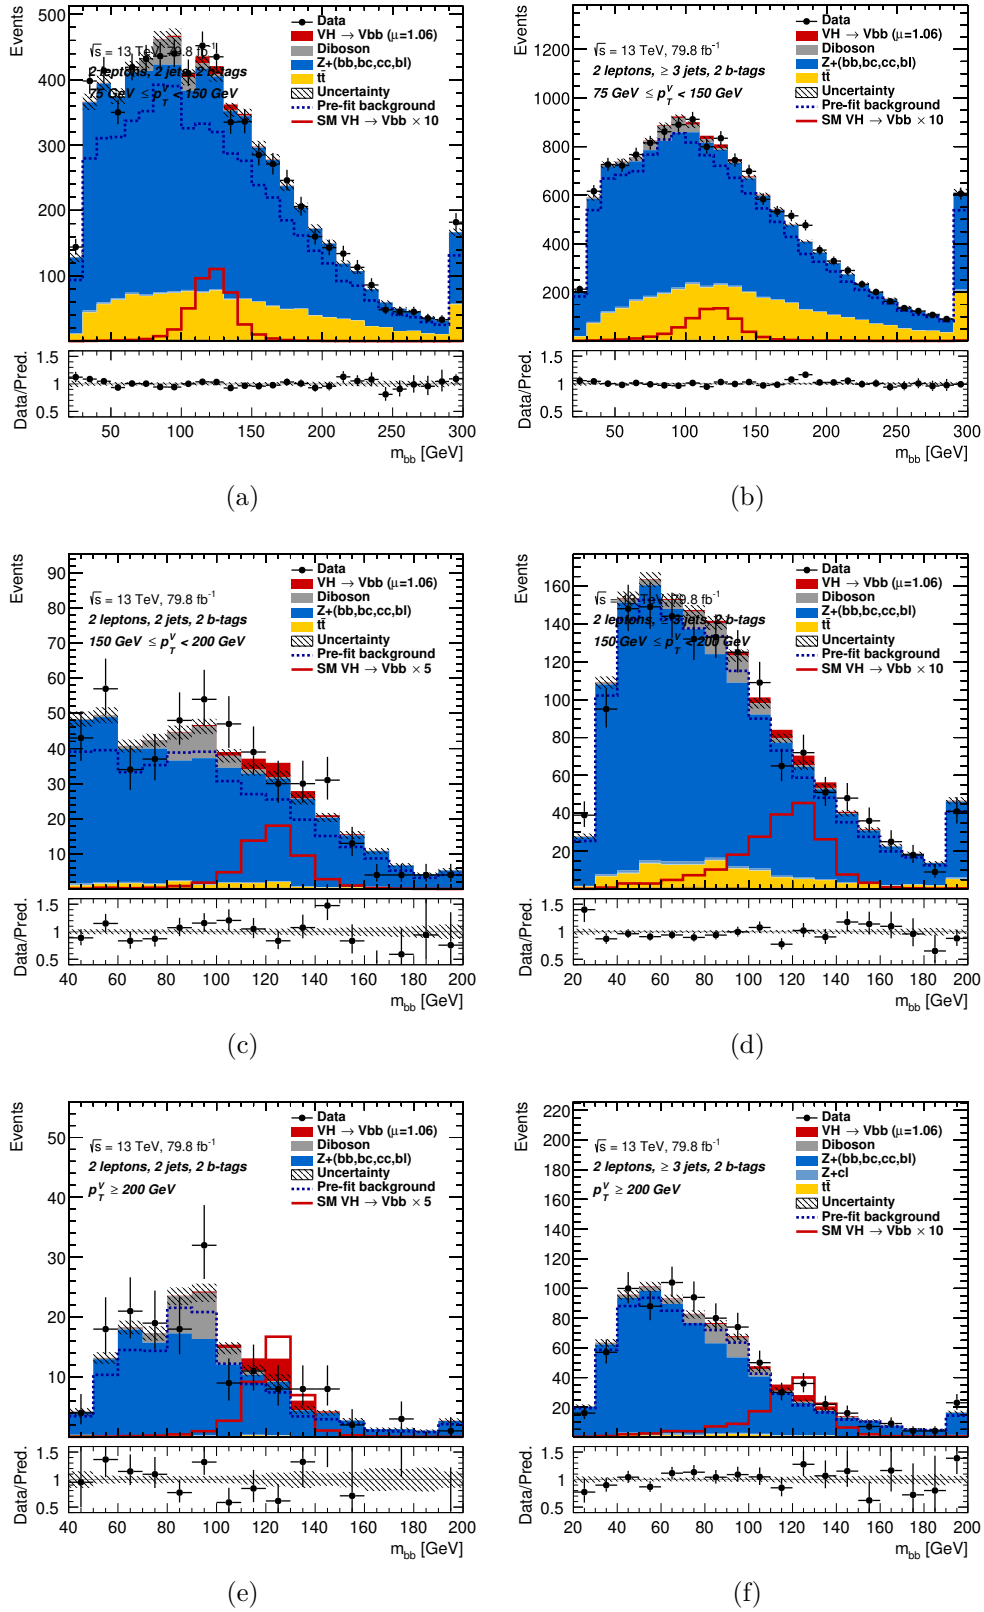 Events
500
400
300
200
100
√s = 13 TeV, 79.8 fb⁻¹
2 leptons, 2 jets, 2 b-tags
75 GeV ≤ p_T^V < 150 GeV
Data
VH → Vbb (μ=1.06)
Diboson
Z+(bb,bc,cc,bl)
tt̄
Uncertainty
Pre-fit background
SM VH → Vbb × 10
Data/Pred.
1.5
1
0.5
50 100 150 200 250 300
m_bb [GeV]
(a)
Events
1200
1000
800
600
400
200
√s = 13 TeV, 79.8 fb⁻¹
2 leptons, ≥ 3 jets, 2 b-tags
75 GeV ≤ p_T^V < 150 GeV
Data
VH → Vbb (μ=1.06)
Diboson
Z+(bb,bc,cc,bl)
tt̄
Uncertainty
Pre-fit background
SM VH → Vbb × 10
Data/Pred.
1.5
1
0.5
50 100 150 200 250 300
m_bb [GeV]
(b)
Events
90
80
70
60
50
40
30
20
10
√s = 13 TeV, 79.8 fb⁻¹
2 leptons, 2 jets, 2 b-tags
150 GeV ≤ p_T^V < 200 GeV
Data
VH → Vbb (μ=1.06)
Diboson
Z+(bb,bc,cc,bl)
tt̄
Uncertainty
Pre-fit background
SM VH → Vbb × 5
Data/Pred.
1.5
1
0.5
40 60 80 100 120 140 160 180 200
m_bb [GeV]
(c)
Events
160
140
120
100
80
60
40
20
√s = 13 TeV, 79.8 fb⁻¹
2 leptons, ≥ 3 jets, 2 b-tags
150 GeV ≤ p_T^V < 200 GeV
Data
VH → Vbb (μ=1.06)
Diboson
Z+(bb,bc,cc,bl)
tt̄
Uncertainty
Pre-fit background
SM VH → Vbb × 10
Data/Pred.
1.5
1
0.5
20 40 60 80 100 120 140 160 180 200
m_bb [GeV]
(d)
Events
50
40
30
20
10
√s = 13 TeV, 79.8 fb⁻¹
2 leptons, 2 jets, 2 b-tags
p_T^V ≥ 200 GeV
Data
VH → Vbb (μ=1.06)
Diboson
Z+(bb,bc,cc,bl)
Uncertainty
Pre-fit background
SM VH → Vbb × 5
Data/Pred.
1.5
1
0.5
40 60 80 100 120 140 160 180 200
m_bb [GeV]
(e)
Events
220
200
180
160
140
120
100
80
60
40
20
√s = 13 TeV, 79.8 fb⁻¹
2 leptons, ≥ 3 jets, 2 b-tags
p_T^V ≥ 200 GeV
Data
VH → Vbb (μ=1.06)
Diboson
Z+(bb,bc,cc,bl)
Z+cl
tt̄
Uncertainty
Pre-fit background
SM VH → Vbb × 10
Data/Pred.
1.5
1
0.5
20 40 60 80 100 120 140 160 180 200
m_bb [GeV]
(f)